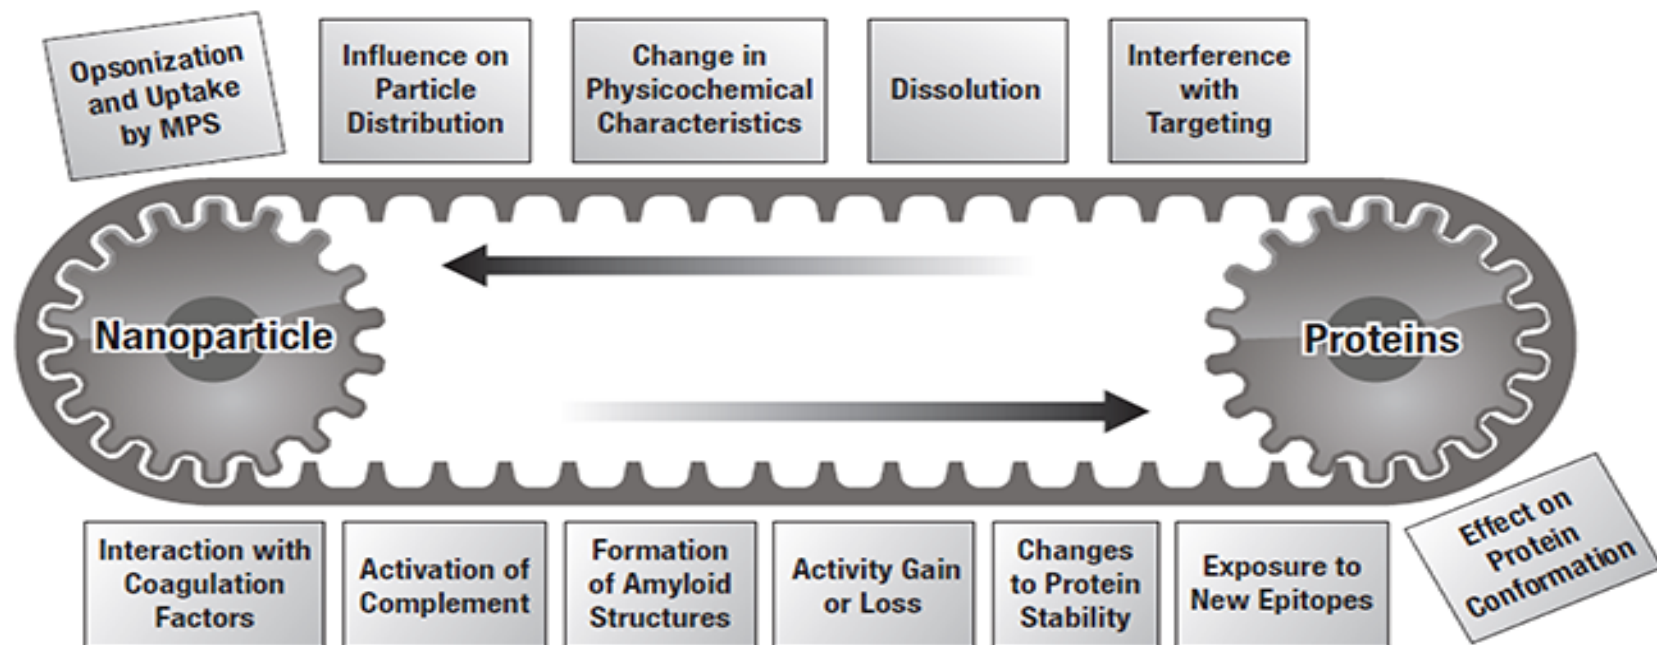 Opsonization
and Uptake
by MPS
Influence on
Particle
Distribution
Change in
Physicochemical
Characteristics
Dissolution
Interference
with
Targeting
Nanoparticle
Proteins
Interaction with
Coagulation
Factors
Activation of
Complement
Formation
of Amyloid
Structures
Activity Gain
or Loss
Changes
to Protein
Stability
Exposure to
New Epitopes
Effect on
Protein
Conformation